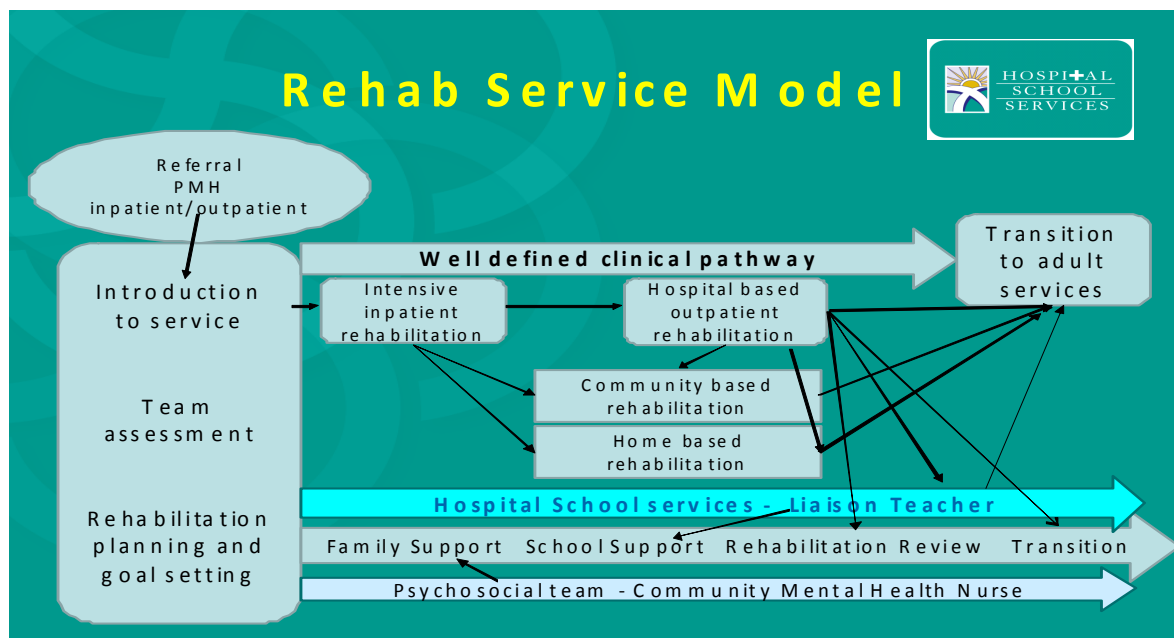 Rehab Service Model
HOSPITAL
SCHOOL
SERVICES
Referral
PMH
inpatient/outpatient
Introduction
to service
Team
assessment
Rehabilitation
planning and
goal setting
Well defined clinical pathway
Transition
to adult
services
Intensive
inpatient
rehabilitation
Hospital based
outpatient
rehabilitation
Community based
rehabilitation
Home based
rehabilitation
Hospital School services - Liaison Teacher
Family Support School Support Rehabilitation Review Transition
Psychosocial team - Community Mental Health Nurse